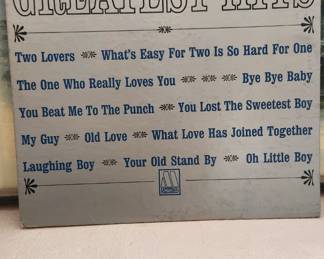 GREATEST HITS
Two Lovers What's Easy For Two Is So Hard For One
The One Who Really Loves You Bye Bye Baby
You Beat Me To The Punch You Lost The Sweetest Boy
My Guy Old Love What Love Has Joined Together
Laughing Boy Your Old Stand By Oh Little Boy